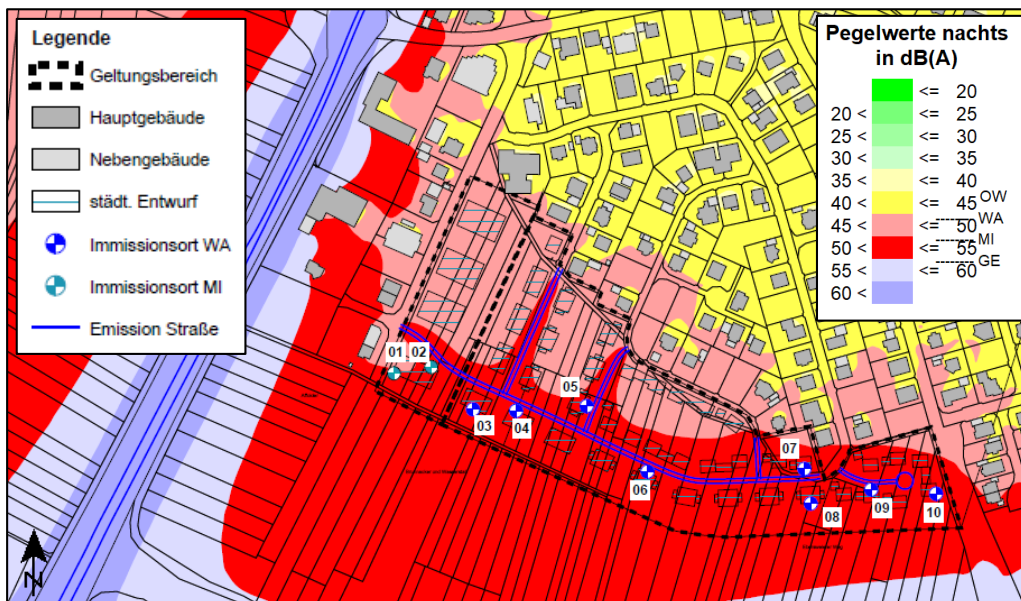 Legende
Geltungsbereich
Hauptgebäude
Nebengebäude
städt. Entwurf
Immissionsort WA
Immissionsort MI
Emission Straße
Pegelwerte nachts
in dB(A)
<= 20
20 < <= 25
25 < <= 30
30 < <= 35
35 < <= 40
40 < <= 45 OW
45 < <= 50 WA
50 < <= 55 MI
55 < <= 60 GE
60 <
01 02
03
04
05
06
07
08
09
10
N